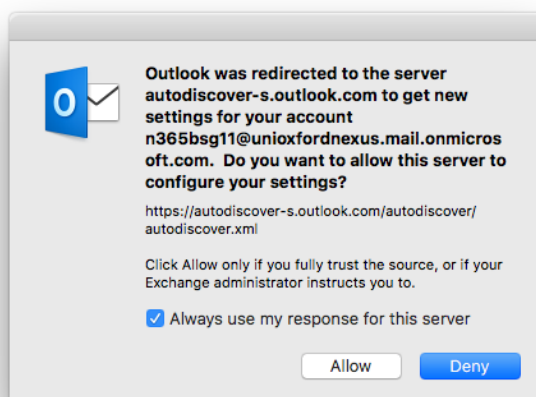 O
Outlook was redirected to the server
autodiscover-s.outlook.com to get new
settings for your account
n365bsg11@unioxfordnexus.mail.onmicros
oft.com.  Do you want to allow this server to
configure your settings?
https://autodiscover-s.outlook.com/autodiscover/
autodiscover.xml
Click Allow only if you fully trust the source, or if your
Exchange administrator instructs you to.
Always use my response for this server
Allow
Deny